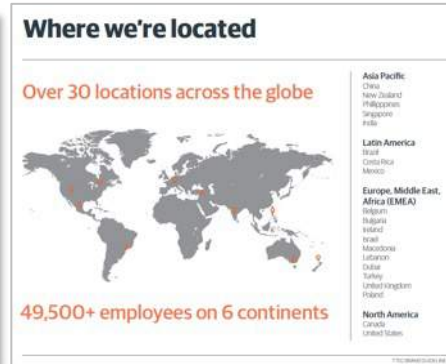 Where we're located
Over 30 locations across the globe
49,500+ employees on 6 continents
Asia Pacific
China
New Zealand
Philipppines
Singapore
India
Latin America
Brazil
Costa Rica
Mexico
Europe, Middle East,
Africa (EMEA)
Belgium
Bulgaria
Ireland
Israel
Macedonia
Lebanon
Dubai
Turkey
United Kingdom
Poland
North America
Canada
United States